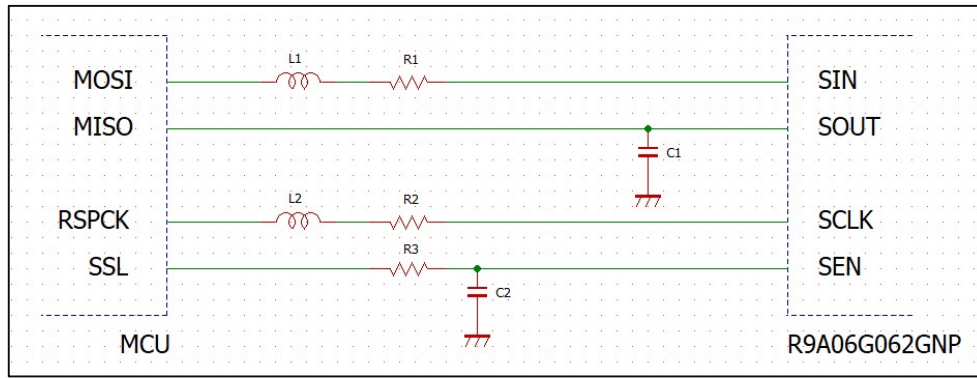 L1 R1
MOSI SIN
MISO SOUT
C1
L2 R2
RSPCK SCLK
R3
SSL SEN
C2
MCU R9A06G062GNP